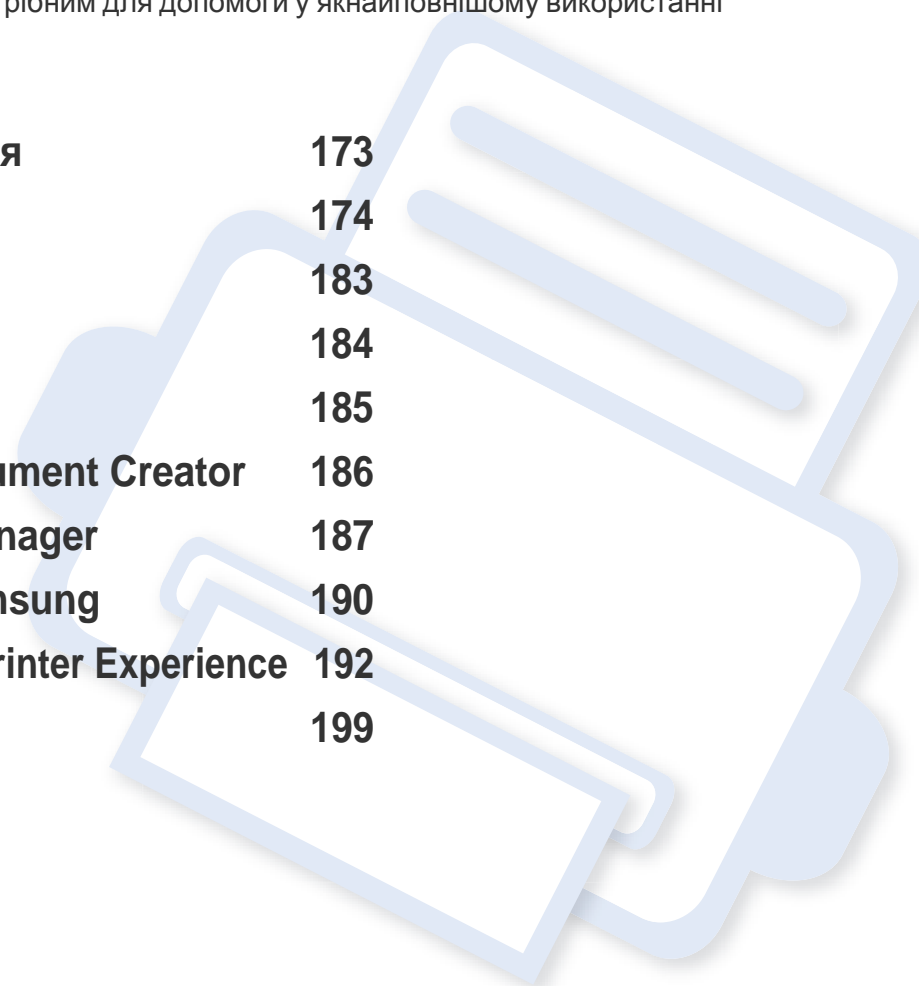 рібним для допомоги у якнайповнішому використанні
я 173
174
183
184
185
ument Creator 186
nager 187
nsung 190
rinter Experience 192
199